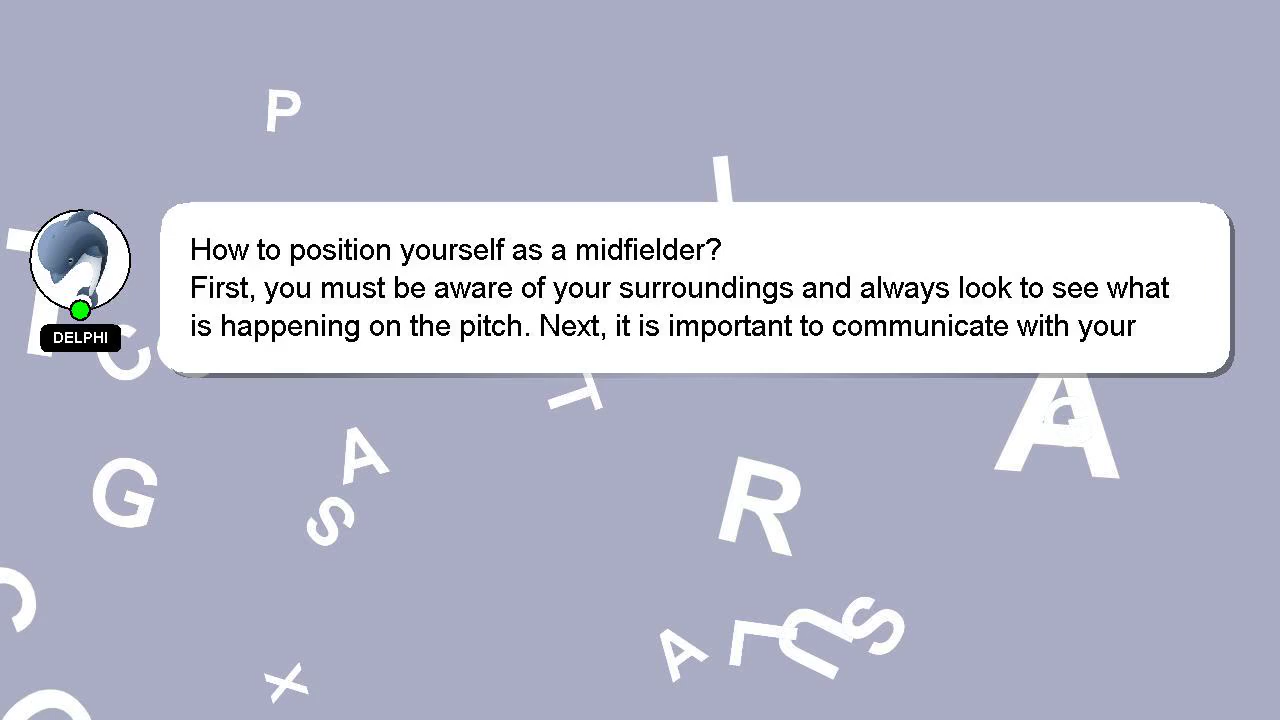 P
I
How to position yourself as a midfielder?
First, you must be aware of your surroundings and always look to see what
is happening on the pitch. Next, it is important to communicate with your
DELPHI
C
T
A
G
A
G
S
R
C
S
A
L
U
X